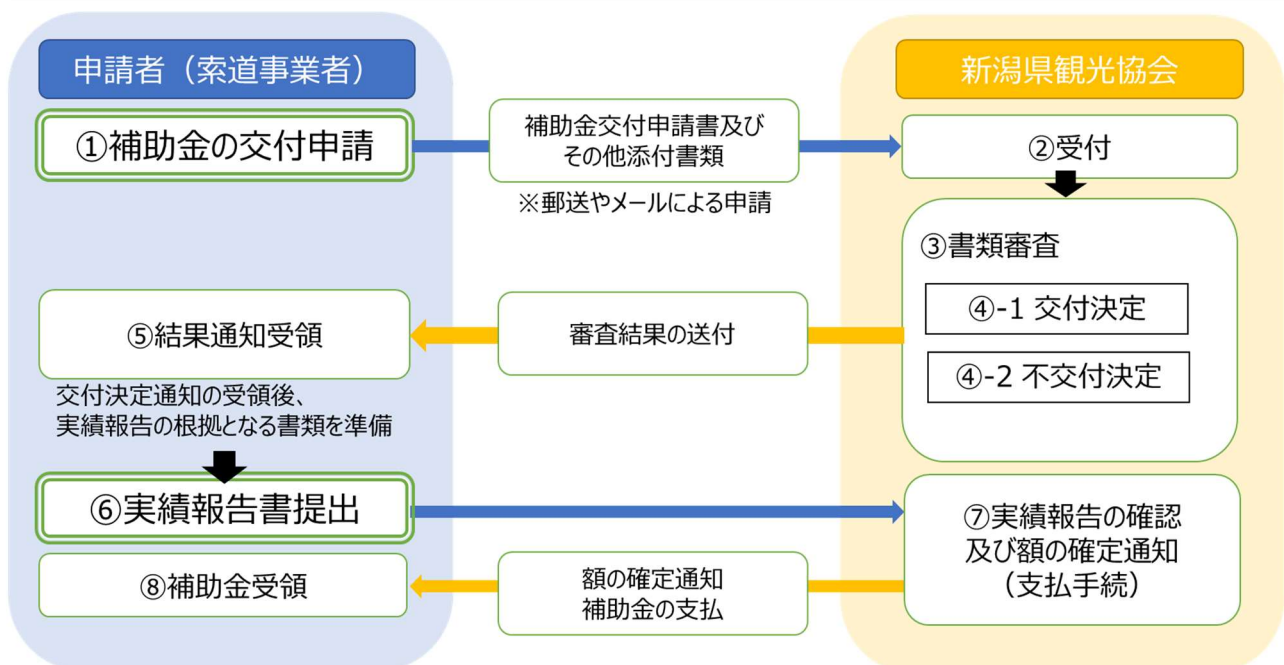 申請者（索道事業者）
新潟県観光協会
①補助金の交付申請
補助金交付申請書及び
その他添付書類
※郵送やメールによる申請
②受付
③書類審査
④-1 交付決定
④-2 不交付決定
審査結果の送付
⑤結果通知受領
交付決定通知の受領後、
実績報告の根拠となる書類を準備
⑥実績報告書提出
⑦実績報告の確認
及び額の確定通知
（支払手続）
額の確定通知
補助金の支払
⑧補助金受領